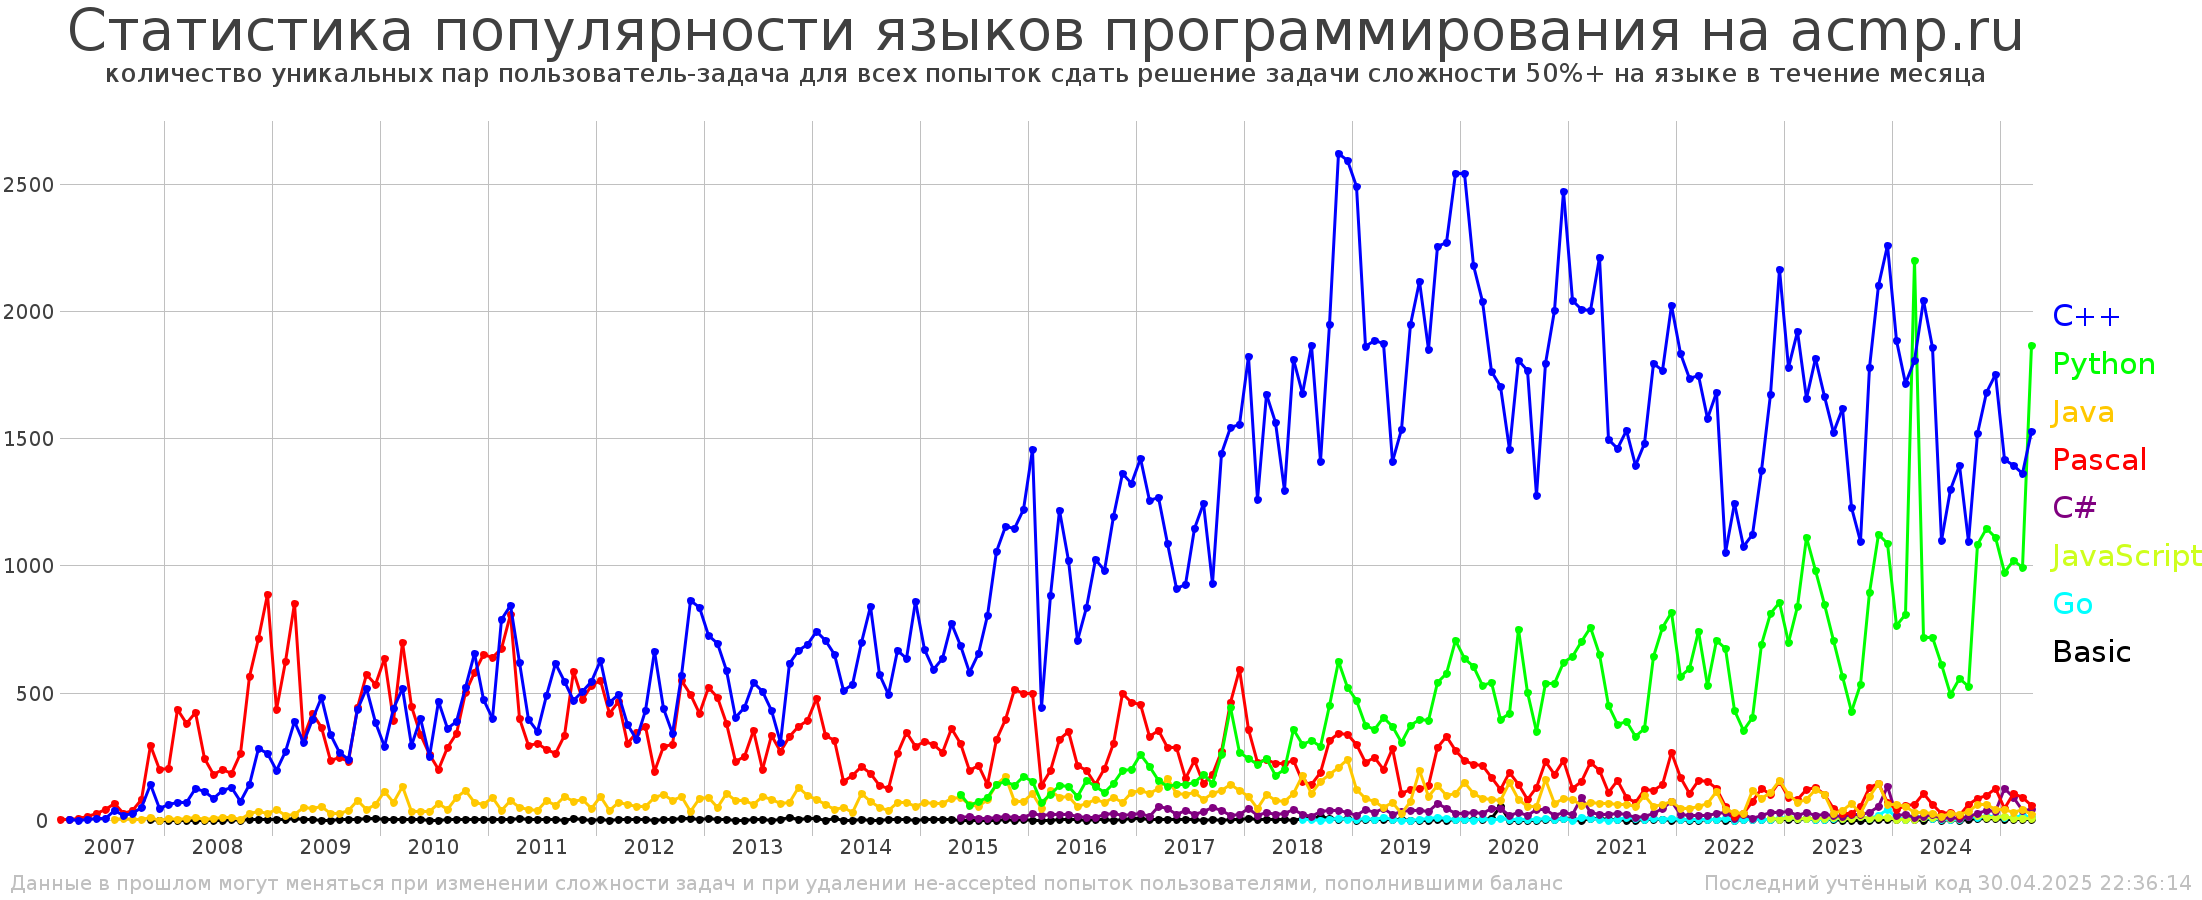 Статистика популярности языков программирования на acmp.ru
количество уникальных пар пользователь-задача для всех попыток сдать решение задачи сложности 50%+ на языке в течение месяца
2500
2000
1500
1000
500
0
C++
Python
Java
Pascal
C#
JavaScript
Go
Basic
2007 2008 2009 2010 2011 2012 2013 2014 2015 2016 2017 2018 2019 2020 2021 2022 2023 2024
Данные в прошлом могут меняться при изменении сложности задач и при удалении не-accepted попыток пользователями, пополнившими баланс
Последний учтённый код 30.04.2025 22:36:14